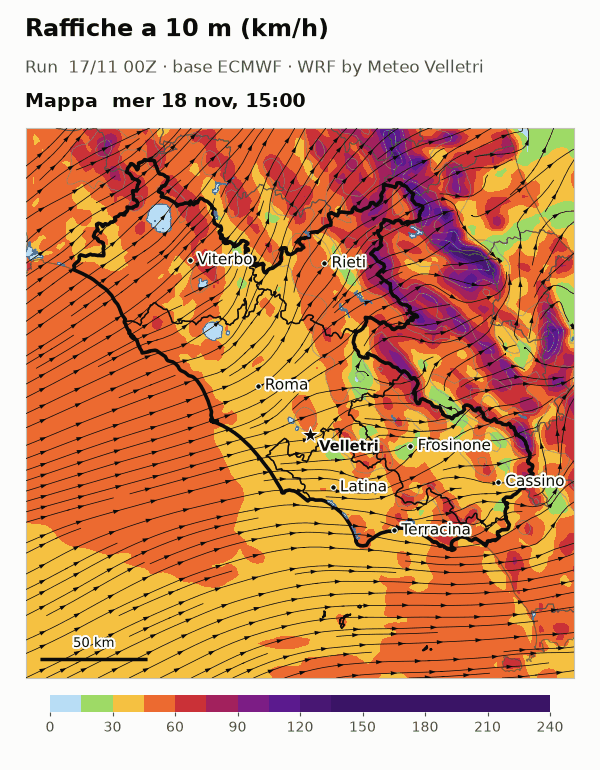 Raffiche a 10 m (km/h)
Run  17/11 00Z · base ECMWF · WRF by Meteo Velletri
Mappa  mer 18 nov, 15:00
Viterbo
Rieti
Roma
Velletri
Frosinone
Latina
Cassino
Terracina
50 km
0 30 60 90 120 150 180 210 240